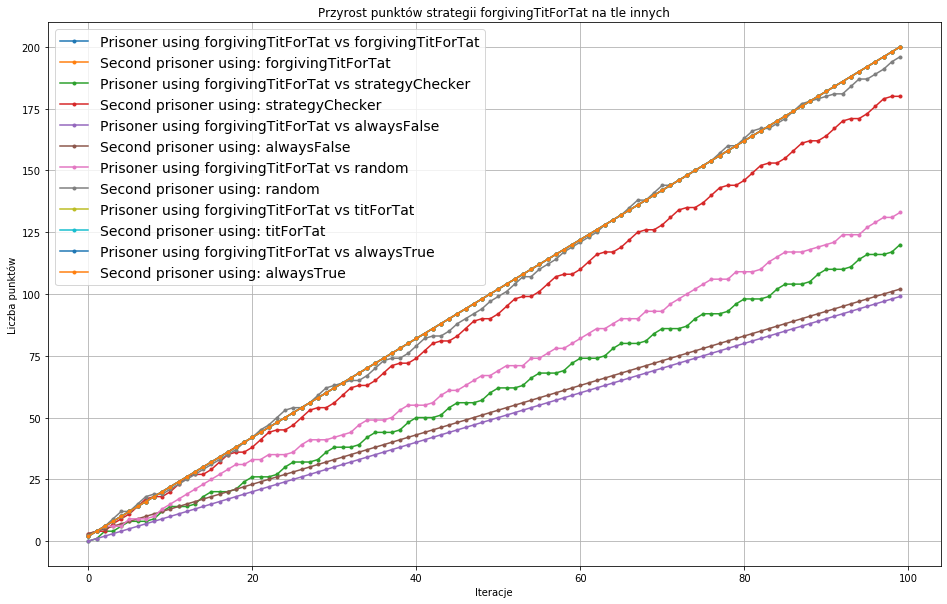 Przyrost punktów strategii forgivingTitForTat na tle innych
Prisoner using forgivingTitForTat vs forgivingTitForTat
Second prisoner using: forgivingTitForTat
Prisoner using forgivingTitForTat vs strategyChecker
Second prisoner using: strategyChecker
Prisoner using forgivingTitForTat vs alwaysFalse
Second prisoner using: alwaysFalse
Prisoner using forgivingTitForTat vs random
Second prisoner using: random
Prisoner using forgivingTitForTat vs titForTat
Second prisoner using: titForTat
Prisoner using forgivingTitForTat vs alwaysTrue
Second prisoner using: alwaysTrue
Liczba punktów
200
175
150
125
100
75
50
25
0
0 20 40 60 80 100
Iteracje